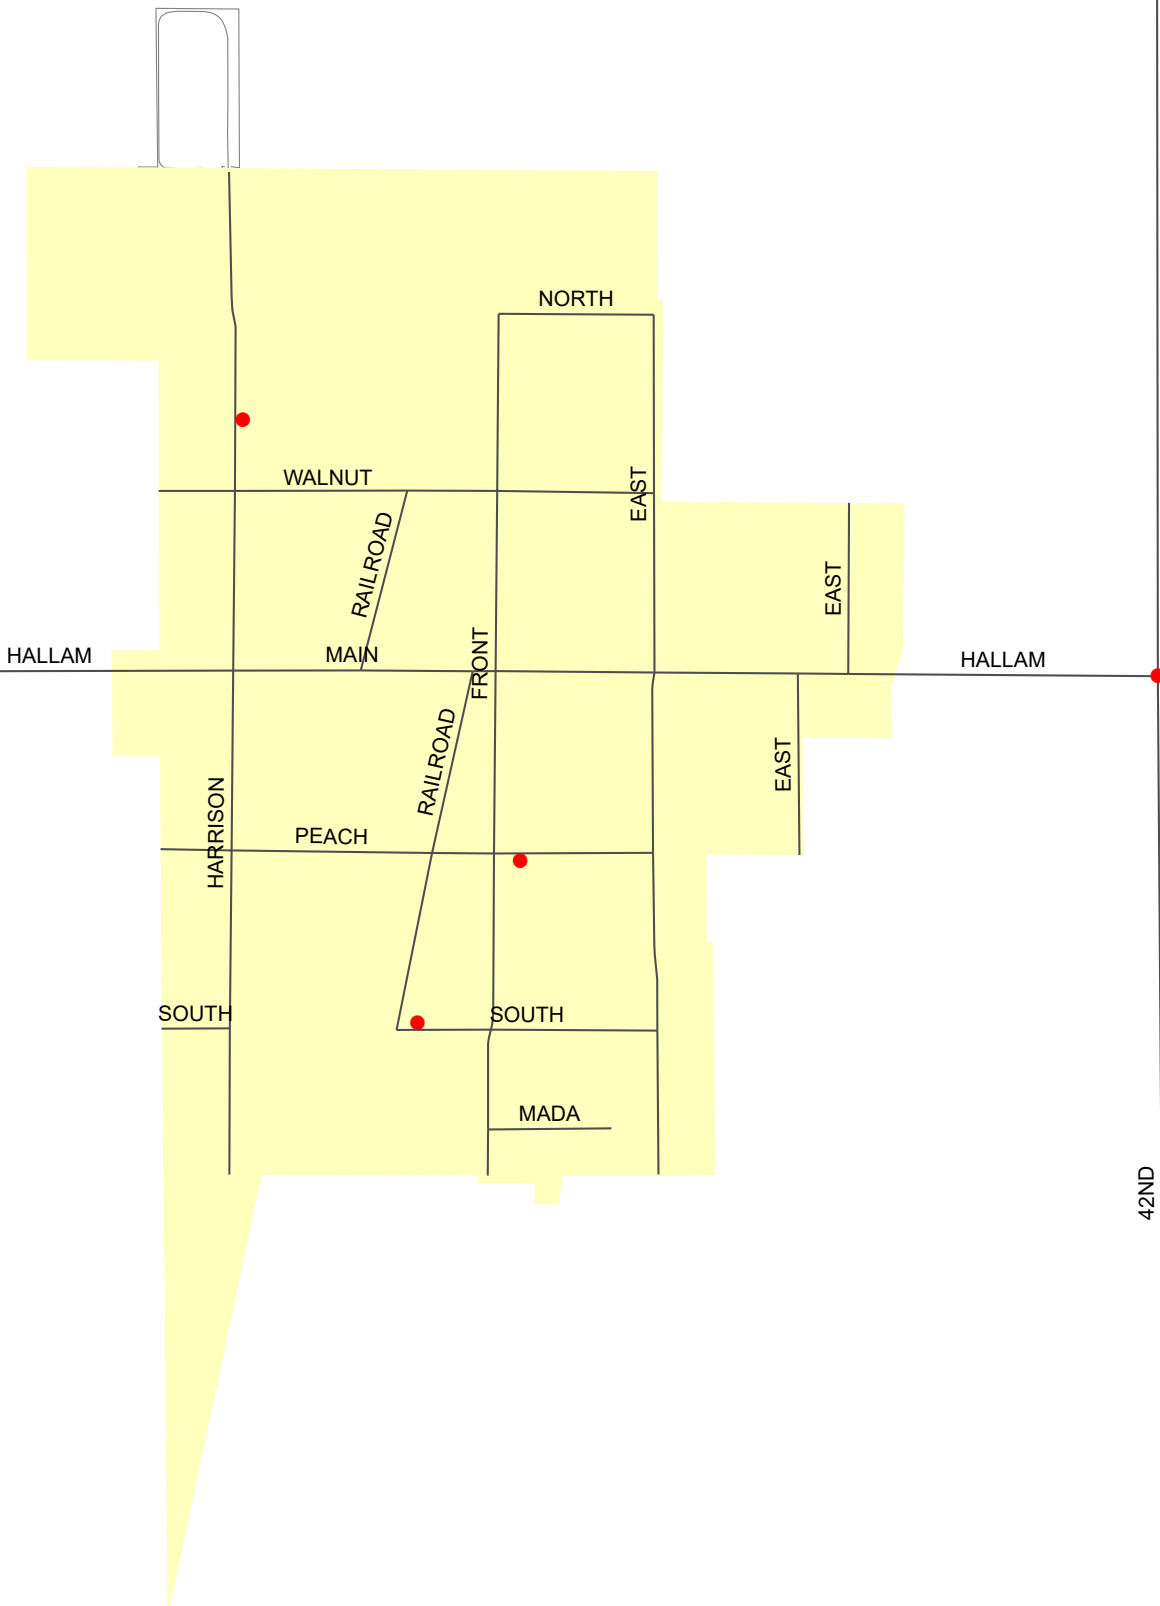 NORTH
WALNUT
EAST
RAILROAD
EAST
HALLAM
MAIN
FRONT
HALLAM
RAILROAD
EAST
HARRISON
PEACH
SOUTH
SOUTH
MADA
42ND